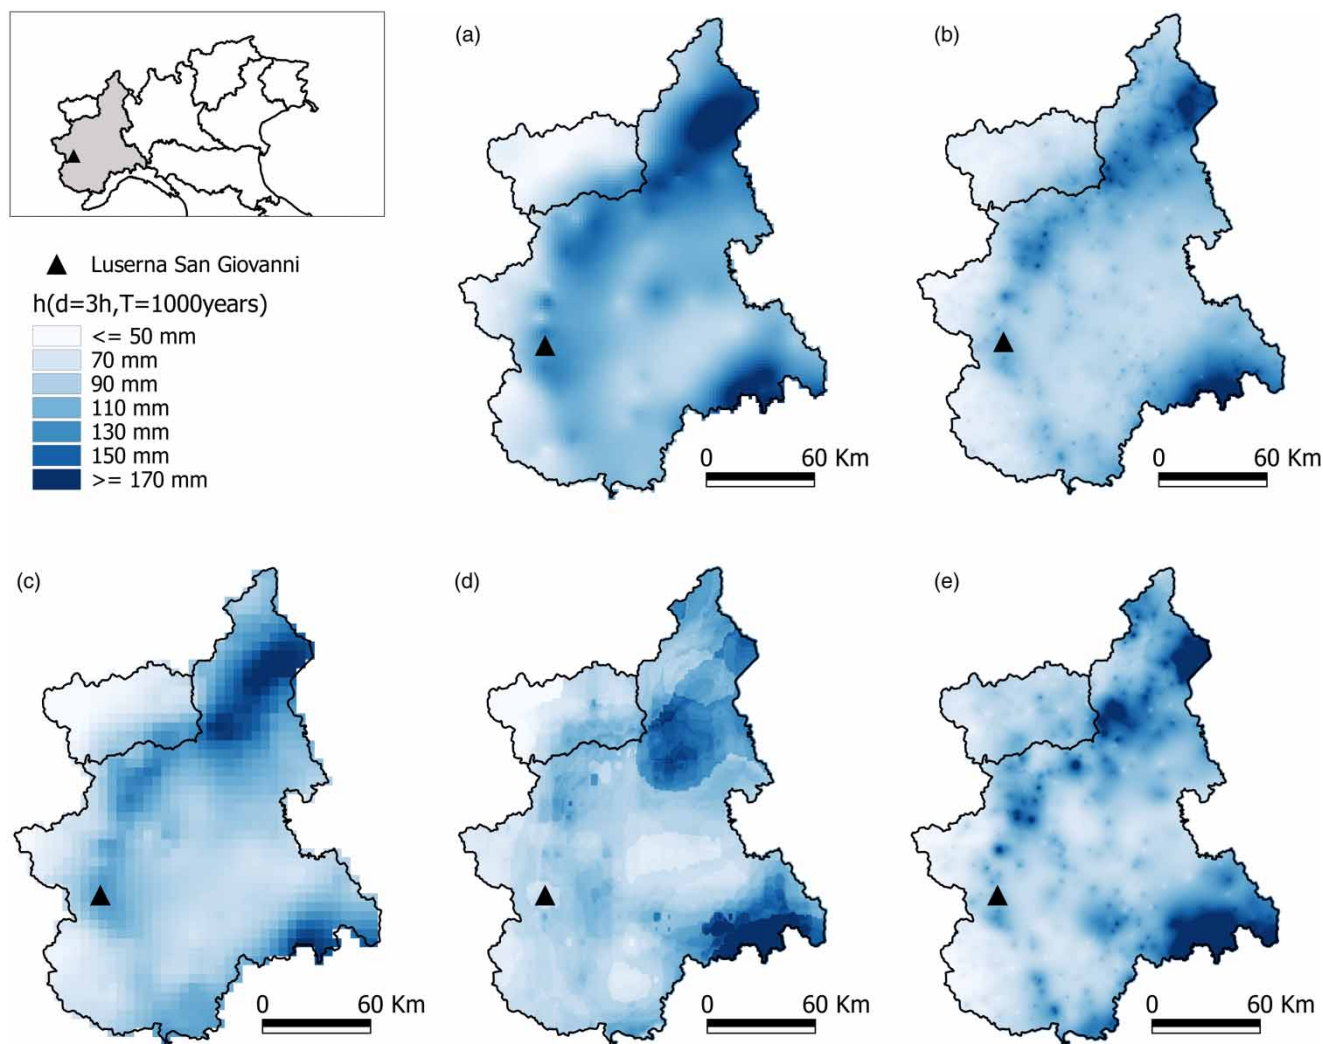 (a)
(b)
Luserna San Giovanni
h(d=3h,T=1000years)
<= 50 mm
70 mm
90 mm
110 mm
130 mm
150 mm
>= 170 mm
0 60 Km
0 60 Km
(c)
(d)
(e)
0 60 Km
0 60 Km
0 60 Km